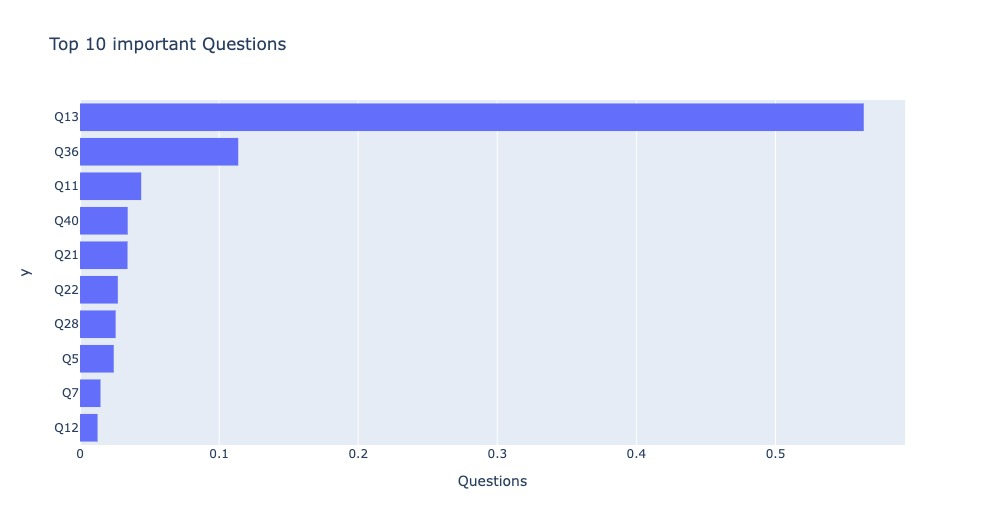 Top 10 important Questions
Q13
Q36
Q11
Q40
Q21
y
Q22
Q28
Q5
Q7
Q12
0 0.1 0.2 0.3 0.4 0.5
Questions